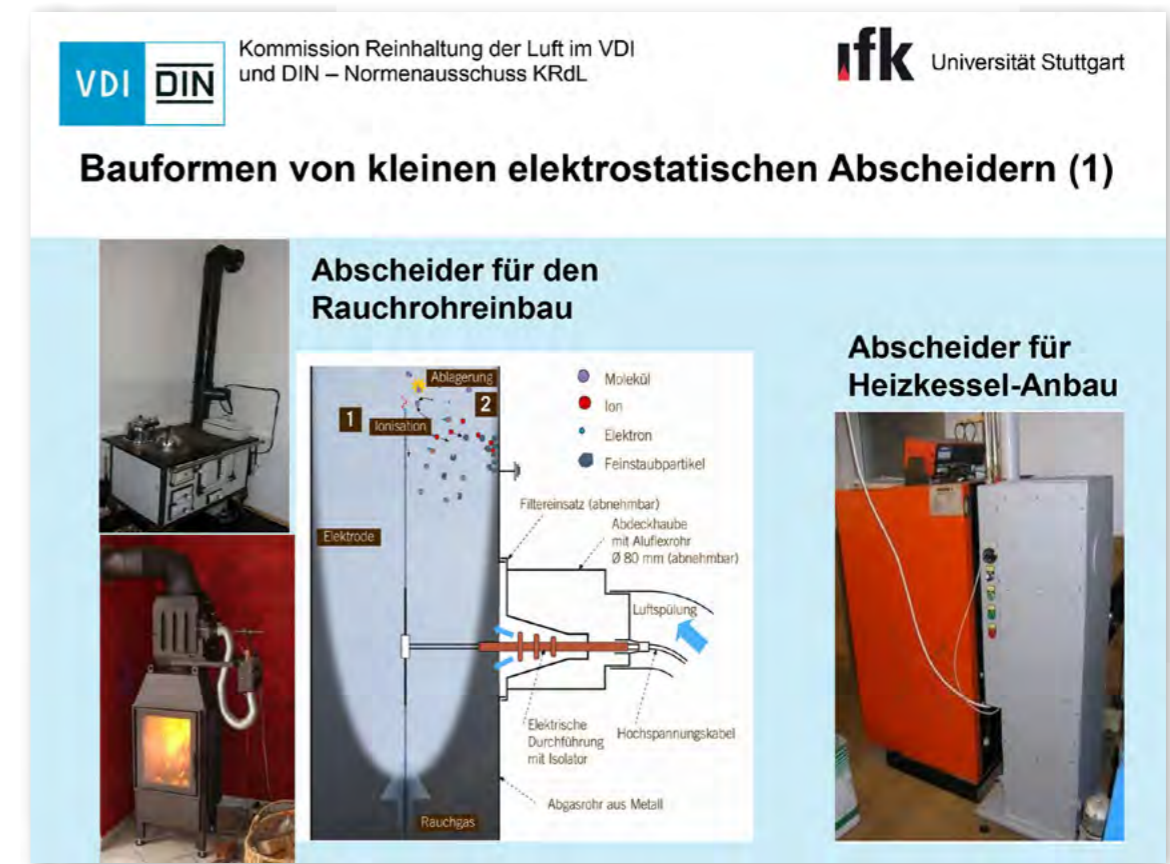 VDI DIN
Kommission Reinhaltung der Luft im VDI
und DIN – Normenausschuss KRdL
ifk Universität Stuttgart
Bauformen von kleinen elektrostatischen Abscheidern (1)
Abscheider für den
Rauchrohreinbau
Ablagerung
1
2
Ionisation
Elektrode
Rauchgas
Molekül
Ion
Elektron
Feinstaubpartikel
Filtereinsatz (abnehmbar)
Abdeckhaube
mit Aluflexrohr
Ø 80 mm (abnehmbar)
Luftspülung
Elektrische
Durchführung
mit Isolator
Hochspannungskabel
Abgasrohr aus Metall
Abscheider für
Heizkessel-Anbau